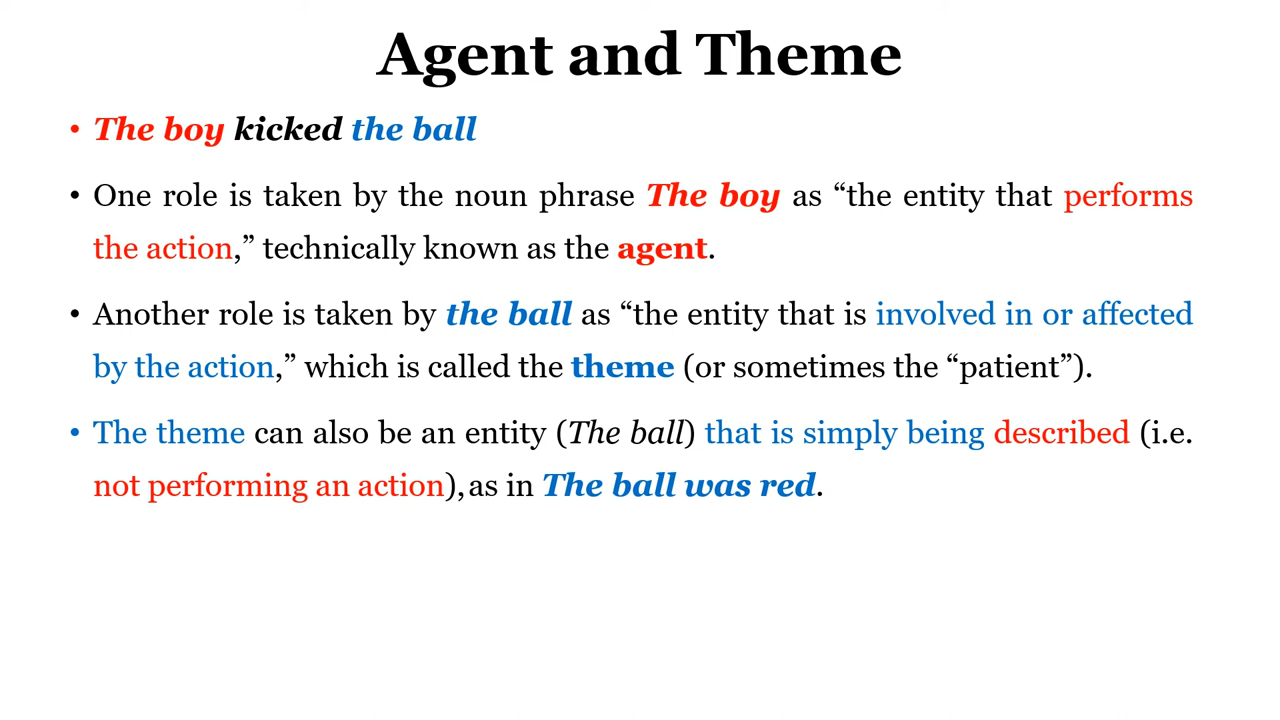 Agent and Theme
• The boy kicked the ball
• One role is taken by the noun phrase The boy as “the entity that performs
the action,” technically known as the agent.
• Another role is taken by the ball as “the entity that is involved in or affected
by the action,” which is called the theme (or sometimes the “patient”).
• The theme can also be an entity (The ball) that is simply being described (i.e.
not performing an action), as in The ball was red.